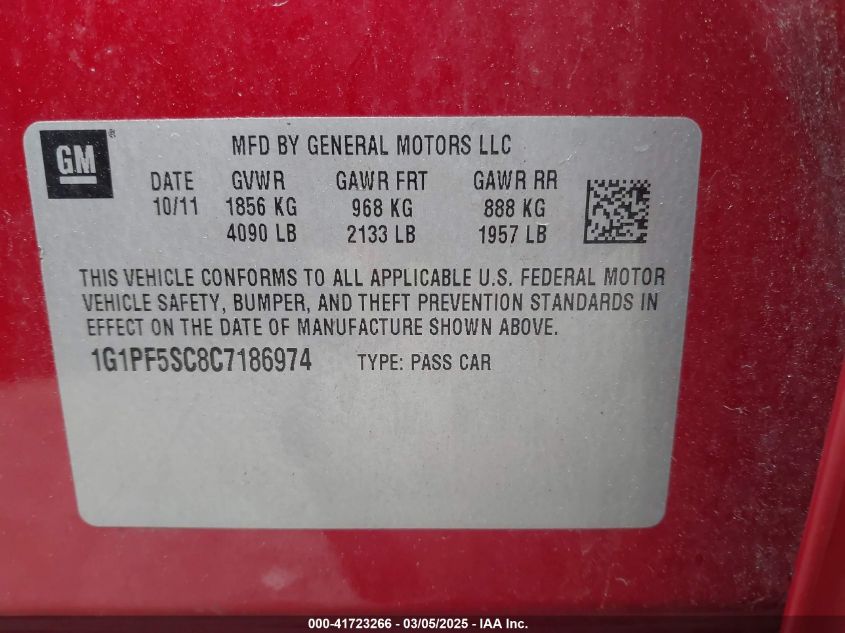 GM ®
MFD BY GENERAL MOTORS LLC
DATE GVWR GAWR FRT GAWR RR
10/11 1856 KG 968 KG 888 KG
4090 LB 2133 LB 1957 LB
THIS VEHICLE CONFORMS TO ALL APPLICABLE U.S. FEDERAL MOTOR
VEHICLE SAFETY, BUMPER, AND THEFT PREVENTION STANDARDS IN
EFFECT ON THE DATE OF MANUFACTURE SHOWN ABOVE.
1G1PF5SC8C7186974 TYPE: PASS CAR
000-41723266 - 03/05/2025 - IAA Inc.